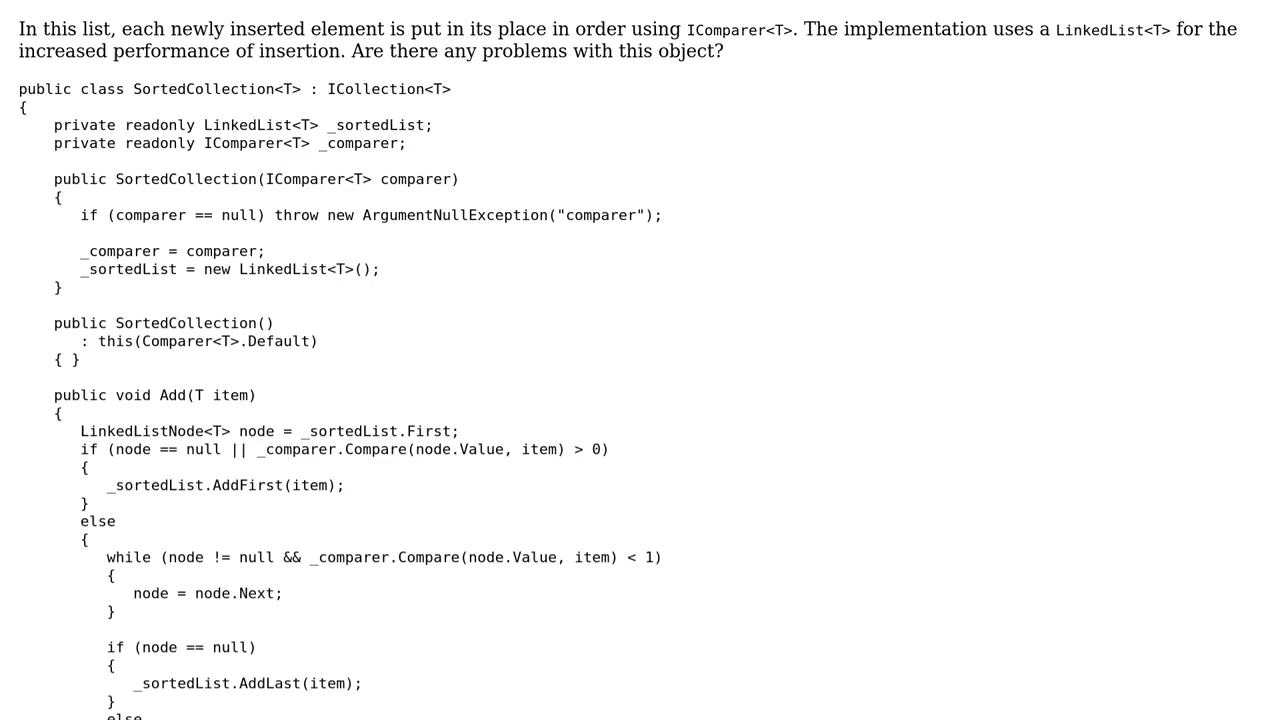 In this list, each newly inserted element is put in its place in order using IComparer<T>. The implementation uses a LinkedList<T> for the
increased performance of insertion. Are there any problems with this object?
public class SortedCollection<T> : ICollection<T>
{
    private readonly LinkedList<T> _sortedList;
    private readonly IComparer<T> _comparer;
    public SortedCollection(IComparer<T> comparer)
    {
       if (comparer == null) throw new ArgumentNullException("comparer");
       _comparer = comparer;
       _sortedList = new LinkedList<T>();
    }
    public SortedCollection()
       : this(Comparer<T>.Default)
    { }
    public void Add(T item)
    {
       LinkedListNode<T> node = _sortedList.First;
       if (node == null || _comparer.Compare(node.Value, item) > 0)
       {
          _sortedList.AddFirst(item);
       }
       else
       {
          while (node != null && _comparer.Compare(node.Value, item) < 1)
          {
             node = node.Next;
          }
          if (node == null)
          {
             _sortedList.AddLast(item);
          }
          else